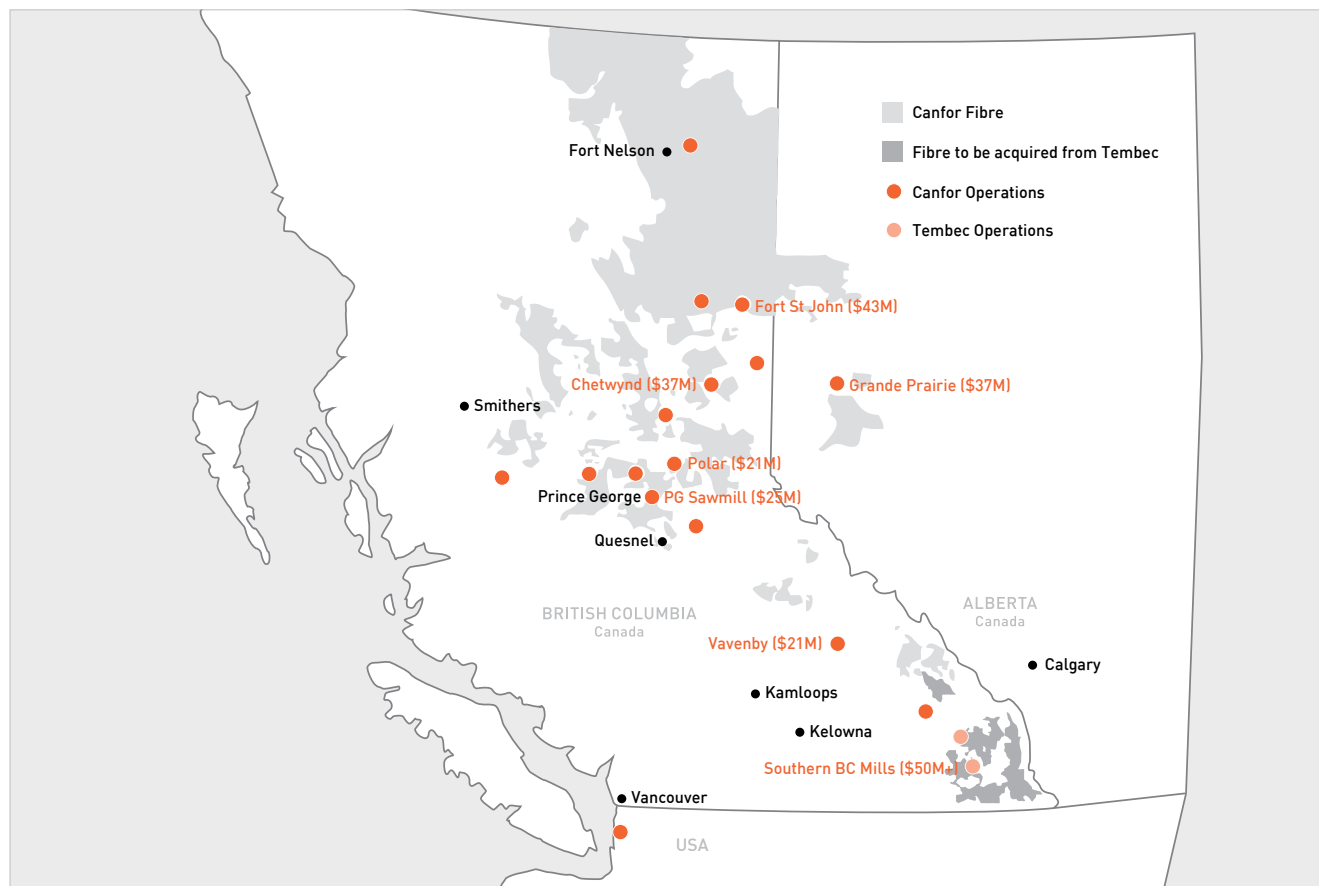 Canfor Fibre
Fort Nelson
Fibre to be acquired from Tembec
Canfor Operations
Tembec Operations
Fort St John ($43M)
Chetwynd ($37M)
Grande Prairie ($37M)
Smithers
Polar ($21M)
Prince George
PG Sawmill ($25M)
Quesnel
BRITISH COLUMBIA
Canada
ALBERTA
Canada
Vavenby ($21M)
Calgary
Kamloops
Kelowna
Southern BC Mills ($50M+)
Vancouver
USA